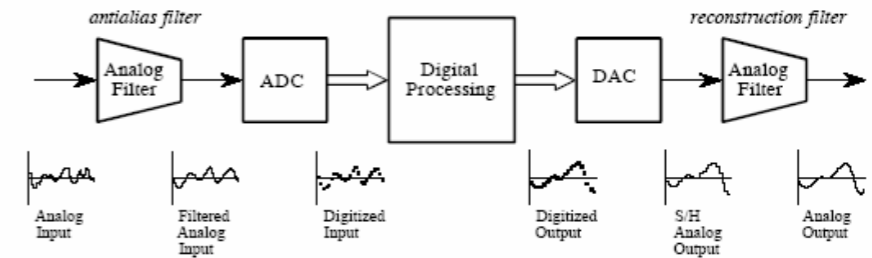 antialias filter
reconstruction filter
Analog
Filter
ADC
Digital
Processing
DAC
Analog
Filter
Analog
Input
Filtered
Analog
Input
Digitized
Input
Digitized
Output
S/H
Analog
Output
Analog
Output